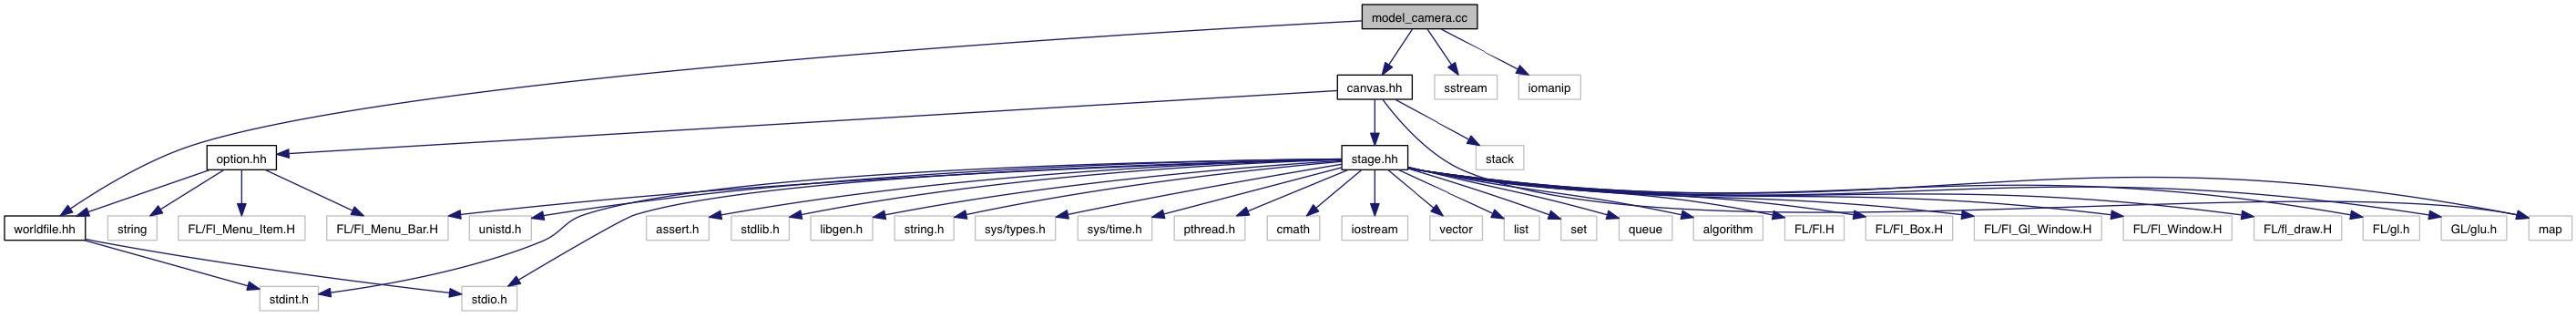 model_camera.cc
canvas.hh
sstream
iomanip
option.hh
stage.hh
stack
worldfile.hh
string
FL/Fl_Menu_Item.H
FL/Fl_Menu_Bar.H
unistd.h
assert.h
stdlib.h
libgen.h
string.h
sys/types.h
sys/time.h
pthread.h
cmath
iostream
vector
list
set
queue
algorithm
FL/Fl.H
FL/Fl_Box.H
FL/Fl_Gl_Window.H
FL/Fl_Window.H
FL/fl_draw.H
FL/gl.h
GL/glu.h
map
stdint.h
stdio.h